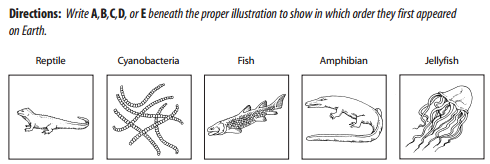 Directions: Write A,B,C,D, or E beneath the proper illustration to show in which order they first appeared
on Earth.
Reptile Cyanobacteria Fish Amphibian Jellyfish